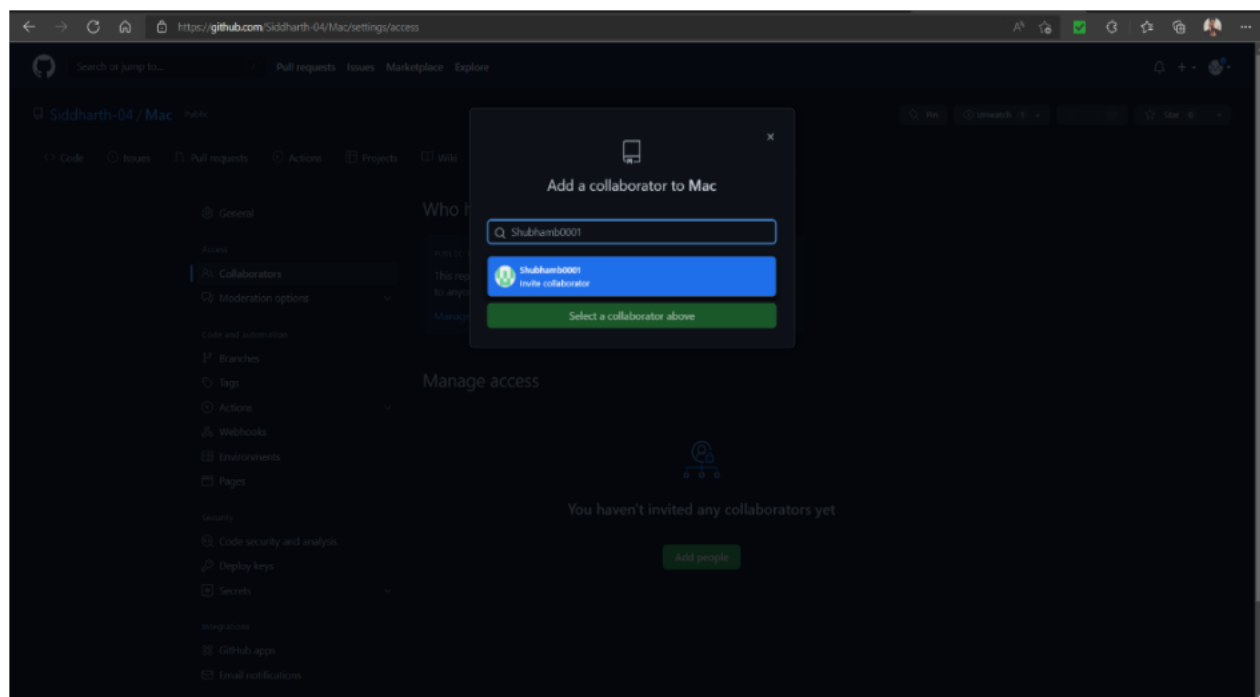 https://github.com/Siddharth-04/Mac/settings/access
Search or jump to...
Pull requests Issues Marketplace Explore
Siddharth-04 / Mac Public
Pin Unwatch 1 Star 0
Code Issues Pull requests Actions Projects Wiki
Add a collaborator to Mac
Shubhamb0001
Shubhamb0001
Invite collaborator
Select a collaborator above
General
Access
Collaborators
Moderation options
Code and automation
Branches
Tags
Actions
Webhooks
Environments
Pages
Security
Code security and analysis
Deploy keys
Secrets
Integrations
GitHub apps
Email notifications
Who h
This rep
to anyo
Manage
Manage access
You haven't invited any collaborators yet
Add people